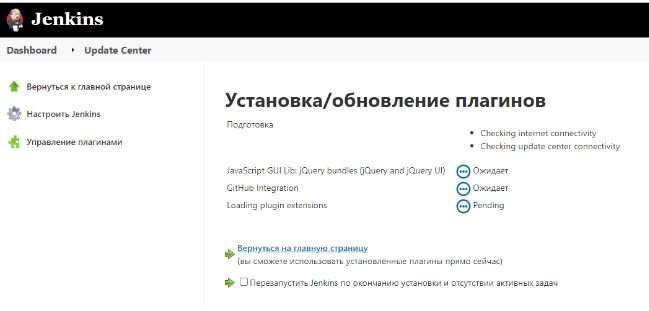 Jenkins
Dashboard Update Center
Вернуться к главной странице
Настроить Jenkins
Управление плагинами
Установка/обновление плагинов
Подготовка
Checking internet connectivity
Checking update center connectivity
JavaScript GUI Lib: jQuery bundles (jQuery and jQuery UI) Ожидает
GitHub Integration Ожидает
Loading plugin extensions Pending
Вернуться на главную страницу
(вы сможете использовать установленные плагины прямо сейчас)
Перезапустить Jenkins по окончанию установки и отсутствии активных задач